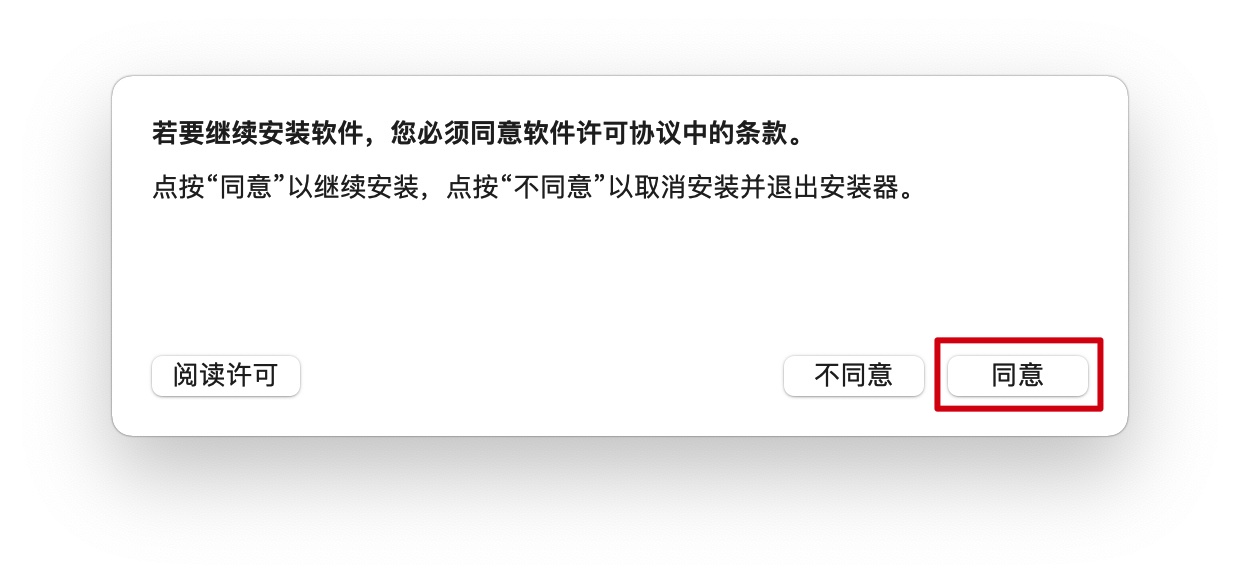 若要继续安装软件，您必须同意软件许可协议中的条款。
点按“同意”以继续安装，点按“不同意”以取消安装并退出安装器。
阅读许可
不同意
同意